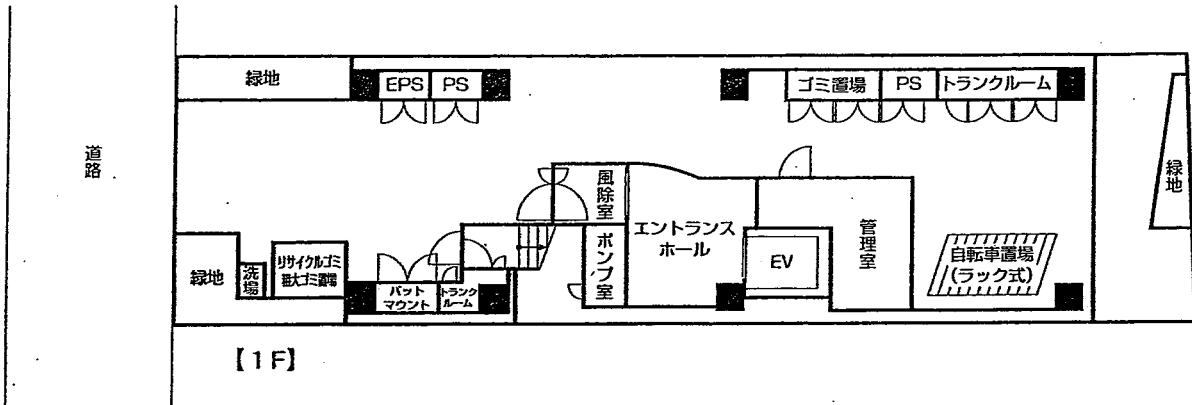 緑地
EPS
PS
ゴミ置場
PS
トランクルーム
道路
緑地
風除室
エントランス
ホール
ポンプ室
管理室
EV
自転車置場
(ラック式)
緑地
洗場
リサイクルゴミ
粗大ゴミ置場
パット
マウント
トランク
ルーム
【1F】